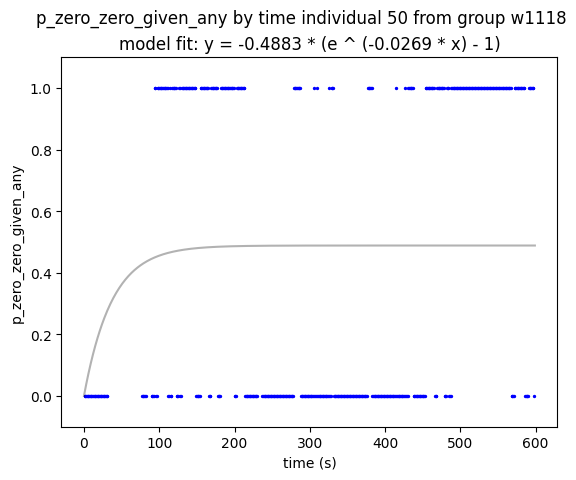 p_zero_zero_given_any by time individual 50 from group w1118
model fit: y = -0.4883 * (e ^ (-0.0269 * x) - 1)
1.0
0.8
0.6
0.4
0.2
0.0
p_zero_zero_given_any
0 100 200 300 400 500 600
time (s)